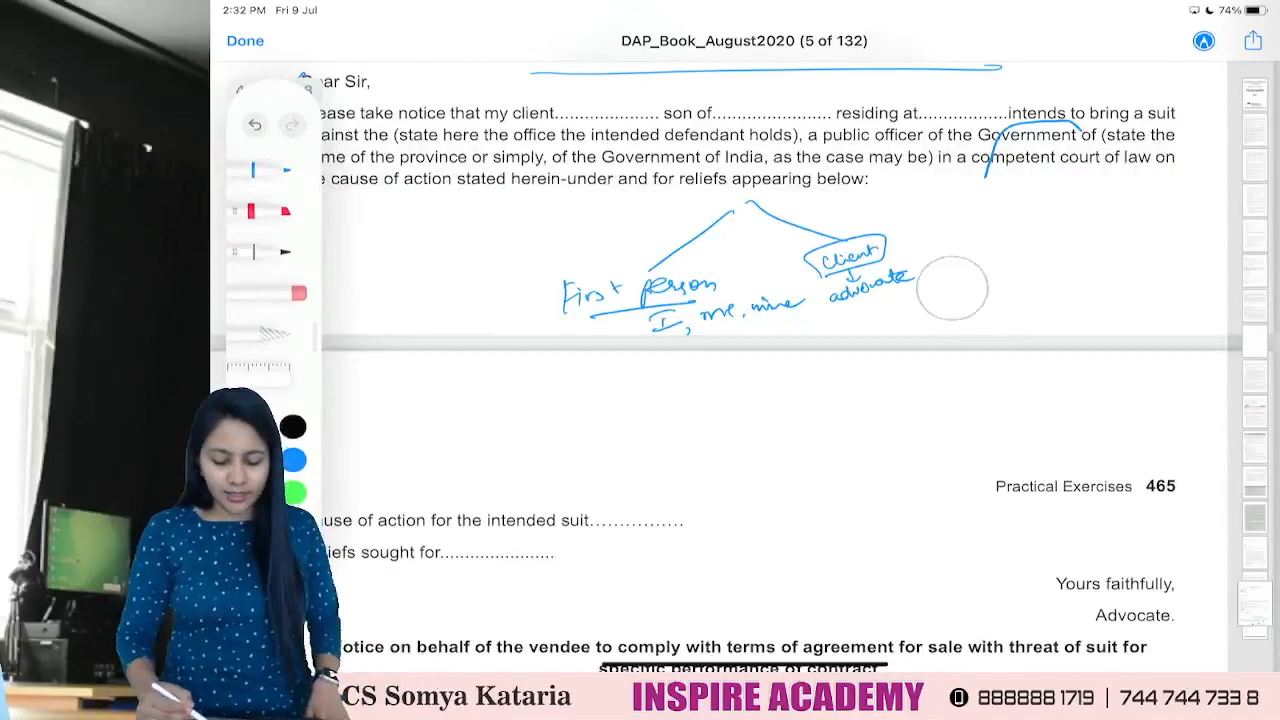 2:32 PM Fri 9 Jul
74%
Done
DAP_Book_August2020 (5 of 132)
ear Sir,
ease take notice that my client.................... son of....................... residing at.................intends to bring a suit
ainst the (state here the office the intended defendant holds), a public officer of the Government of (state the
me of the province or simply, of the Government of India, as the case may be) in a competent court of law on
e cause of action stated herein-under and for reliefs appearing below:
First person
I, me, mine
client
advocate
Practical Exercises 465
use of action for the intended suit................
iefs sought for......................
Yours faithfully,
Advocate.
otice on behalf of the vendee to comply with terms of agreement for sale with threat of suit for
specific performance of contract
CS Somya Kataria
INSPIRE ACADEMY
888888 1719 | 744 744 733 8